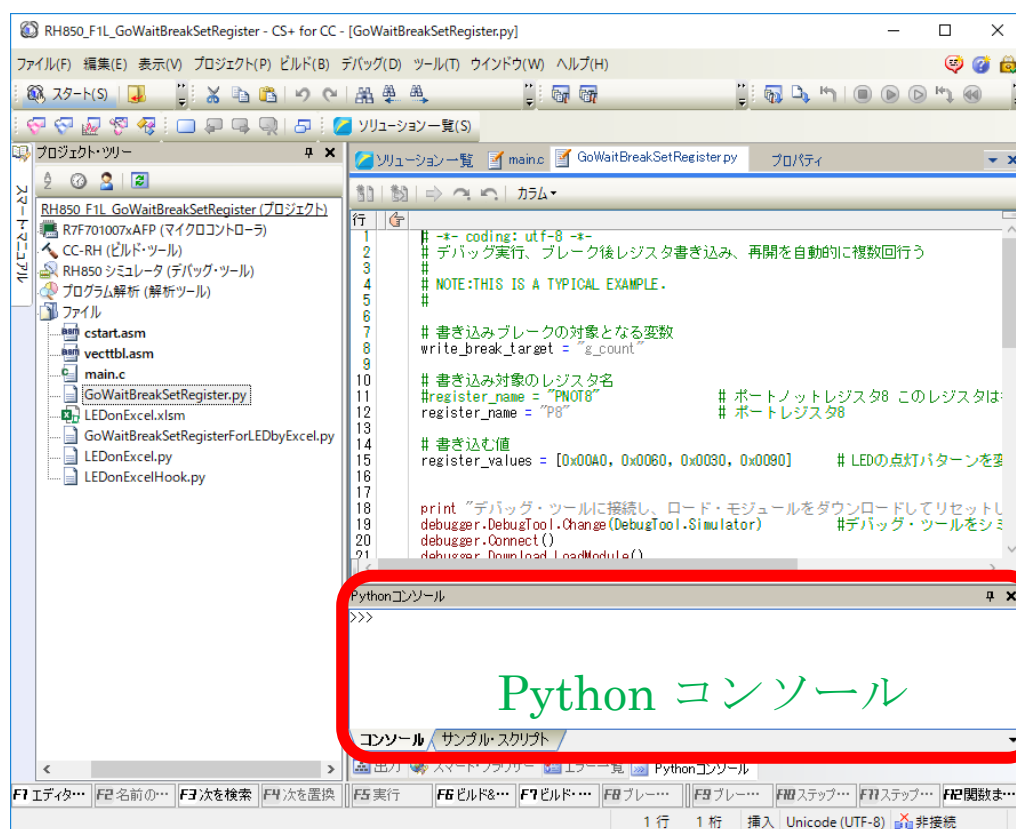 RH850_F1L_GoWaitBreakSetRegister - CS+ for CC - [GoWaitBreakSetRegister.py]
ファイル(F) 編集(E) 表示(V) プロジェクト(P) ビルド(B) デバッグ(D) ツール(T) ウインドウ(W) ヘルプ(H)
スタート(S)
ソリューション一覧(S)
プロジェクト・ツリー
スマート・マニュアル
RH850_F1L_GoWaitBreakSetRegister (プロジェクト)
R7F701007xAFP (マイクロコントローラ)
CC-RH (ビルド・ツール)
RH850 シミュレータ (デバッグ・ツール)
プログラム解析 (解析ツール)
ファイル
cstart.asm
vecttbl.asm
main.c
GoWaitBreakSetRegister.py
LEDonExcel.xlsm
GoWaitBreakSetRegisterForLEDbyExcel.py
LEDonExcel.py
LEDonExcelHook.py
ソリューション一覧 main.c GoWaitBreakSetRegister.py プロパティ
カラム
行
1 # -*- coding: utf-8 -*-
2 # デバッグ実行、ブレーク後レジスタ書き込み、再開を自動的に複数回行う
3 #
4 # NOTE:THIS IS A TYPICAL EXAMPLE.
5 #
6
7 # 書き込みブレークの対象となる変数
8 write_break_target = "g_count"
9
10 # 書き込み対象のレジスタ名
11 #register_name = "PNOT8" # ポートノットレジスタ8 このレジスタは
12 register_name = "P8" # ポートレジスタ8
13
14 # 書き込む値
15 register_values = [0x00A0, 0x0060, 0x0030, 0x0090] # LEDの点灯パターンを変
16
17
18 print "デバッグ・ツールに接続し、ロード・モジュールをダウンロードしてリセットし
19 debugger.DebugTool.Change(DebugTool.Simulator) #デバッグ・ツールをシミ
20 debugger.Connect()
21 debugger.Download.LoadModule()
Pythonコンソール
>>>
Python コンソール
コンソール サンプル・スクリプト
出力 スマート・ブラウザー エラー一覧 Pythonコンソール
F1 エディタ… F2 名前の… F3 次を検索 F4 次を置換 F5 実行 F6 ビルド&… F7 ビルド・… F8 ブレー… F9 ブレー… F10 ステップ… F11 ステップ… F12 関数ま…
1 行 1 桁 挿入 Unicode (UTF-8) 非接続